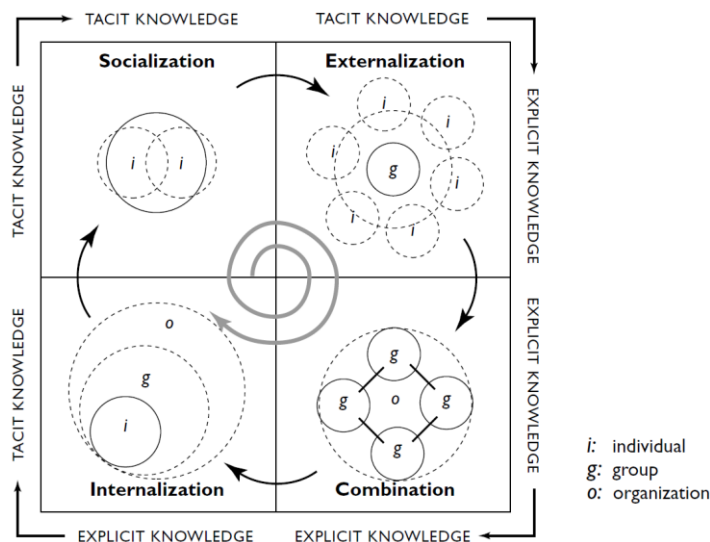 TACIT KNOWLEDGE
TACIT KNOWLEDGE
TACIT KNOWLEDGE
Socialization
i
i
Externalization
i
i
i
g
i
i
i
EXPLICIT KNOWLEDGE
TACIT KNOWLEDGE
o
g
i
Internalization
g
g
o
g
g
Combination
EXPLICIT KNOWLEDGE
EXPLICIT KNOWLEDGE
EXPLICIT KNOWLEDGE
i: individual
g: group
o: organization